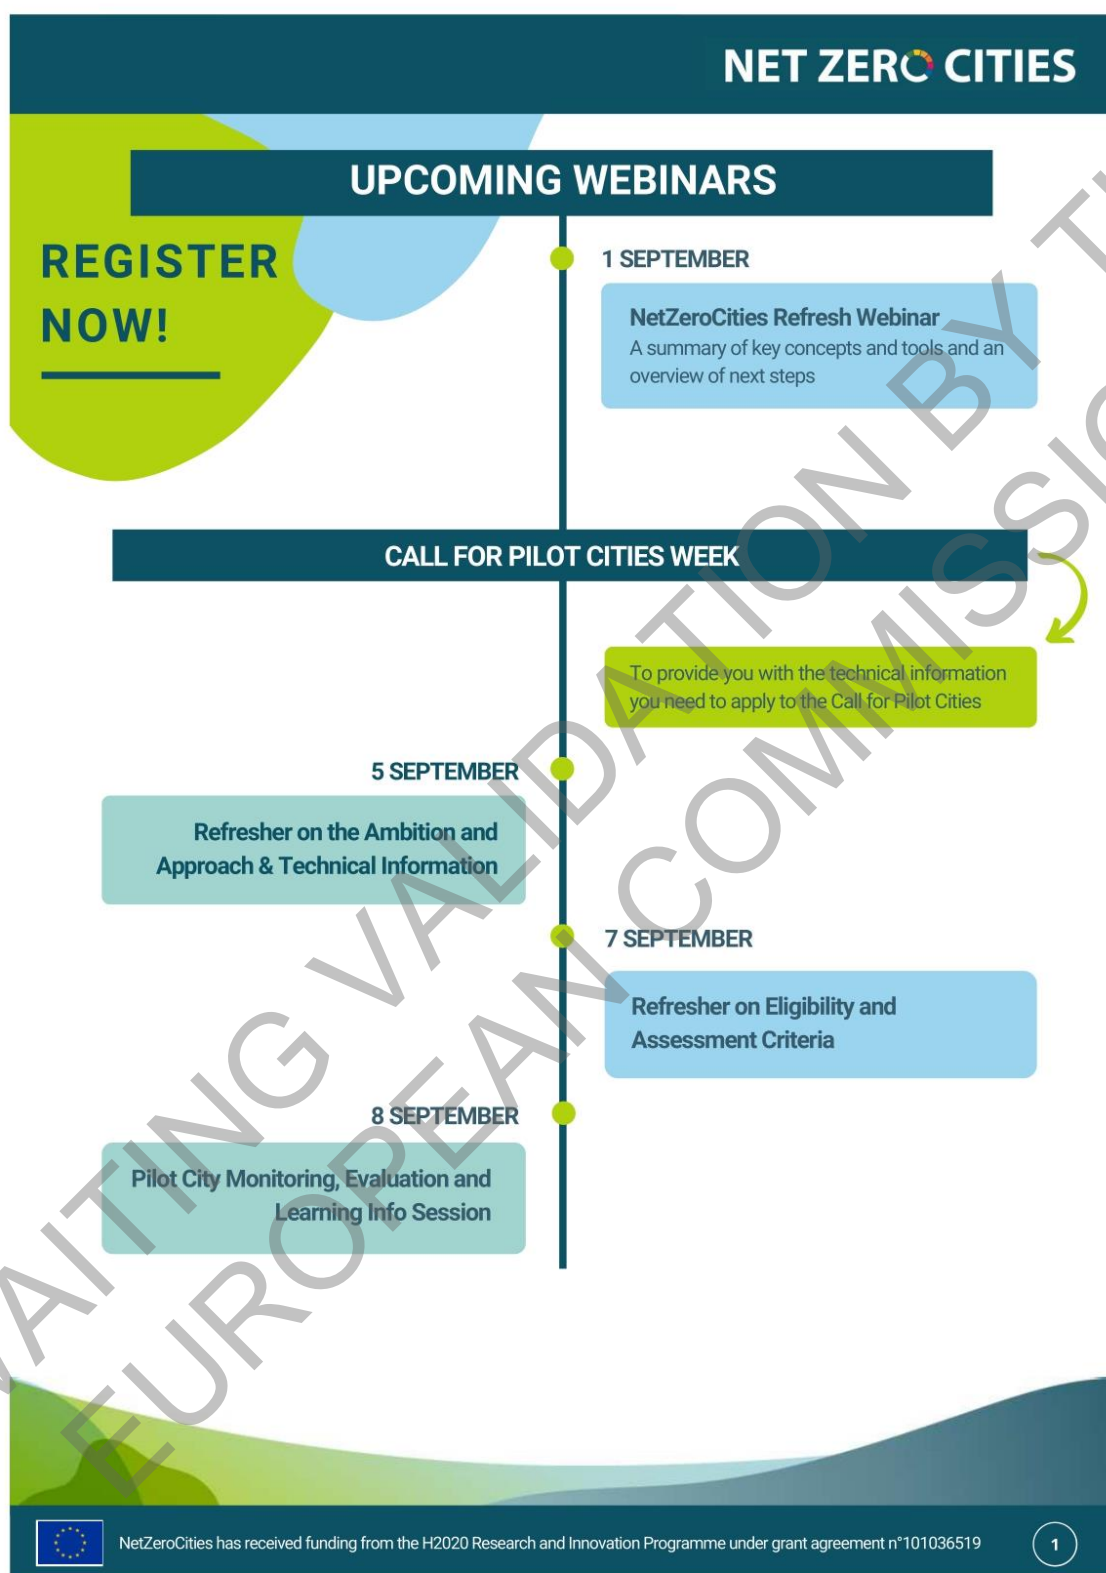 NET ZERO CITIES
UPCOMING WEBINARS
REGISTER
NOW!
1 SEPTEMBER
NetZeroCities Refresh Webinar
A summary of key concepts and tools and an
overview of next steps
CALL FOR PILOT CITIES WEEK
To provide you with the technical information
you need to apply to the Call for Pilot Cities
5 SEPTEMBER
Refresher on the Ambition and
Approach & Technical Information
7 SEPTEMBER
Refresher on Eligibility and
Assessment Criteria
8 SEPTEMBER
Pilot City Monitoring, Evaluation and
Learning Info Session
VALIDATION BY
EUROPEAN
NetZeroCities has received funding from the H2020 Research and Innovation Programme under grant agreement n°101036519
1